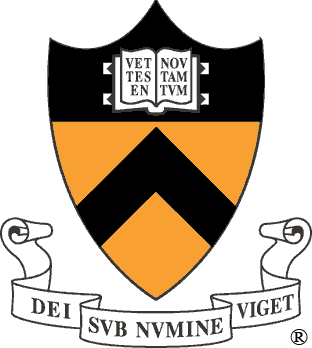 VET NOV
TES TAM
EN TVM
DEI SVB NVMINE VIGET
®